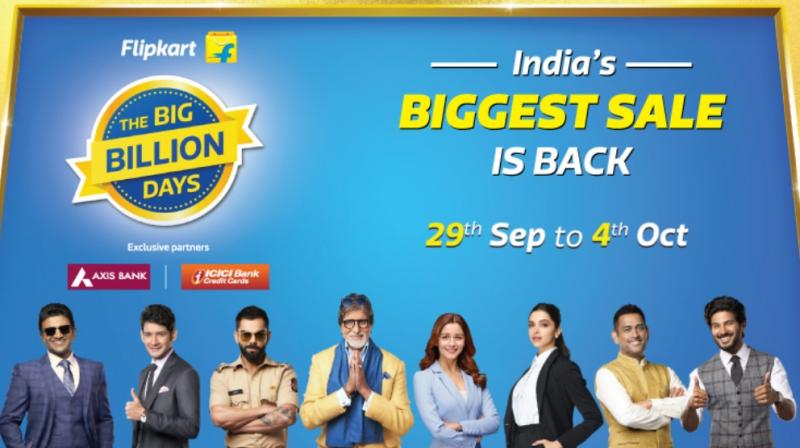 Flipkart
THE BIG
BILLION
DAYS
Exclusive partners
AXIS BANK
ICICI Bank
Credit Cards
India's
BIGGEST SALE
IS BACK
29th Sep to 4th Oct